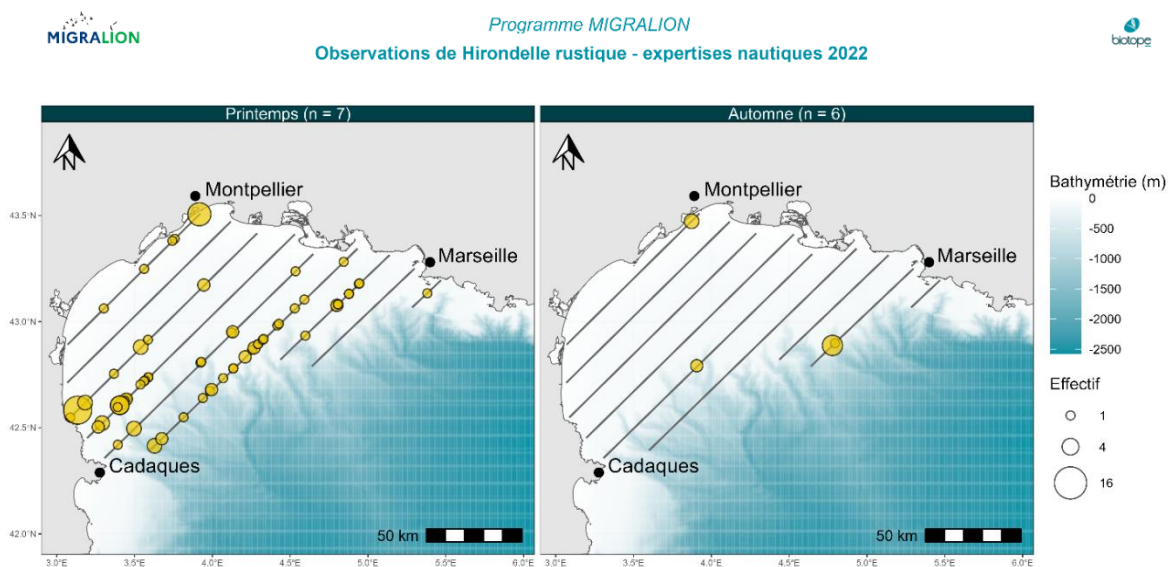 MIGRALION
Programme MIGRALION
Observations de Hirondelle rustique - expertises nautiques 2022
biotope
Printemps (n = 7)
Automne (n = 6)
N
Montpellier
Marseille
Cadaques
50 km
N
Montpellier
Marseille
Cadaques
50 km
43.5°N
43.0°N
42.5°N
42.0°N
3.0°E 3.5°E 4.0°E 4.5°E 5.0°E 5.5°E 6.0°E
3.0°E 3.5°E 4.0°E 4.5°E 5.0°E 5.5°E 6.0°E
Bathymétrie (m)
0
-500
-1000
-1500
-2000
-2500
Effectif
1
4
16